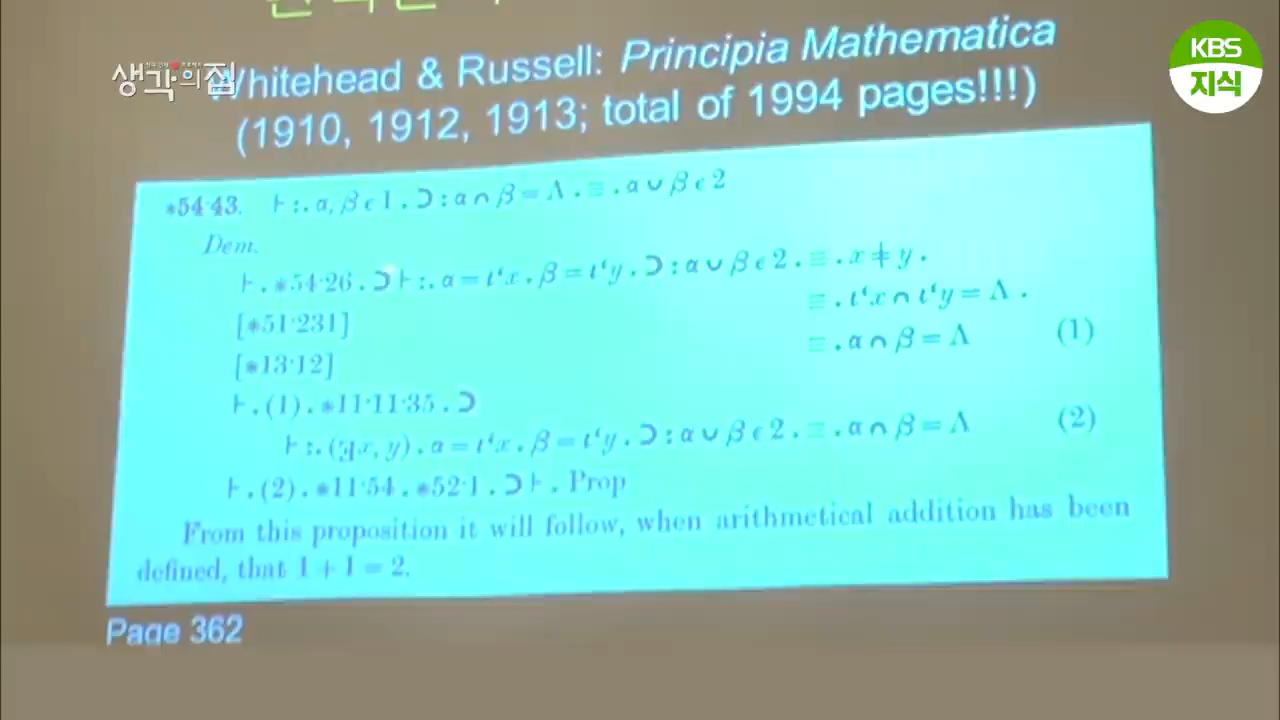 생각의집
KBS
지식
Whitehead & Russell: Principia Mathematica
(1910, 1912, 1913; total of 1994 pages!!!)
∗54·43. ⊢ :. α, β ϵ 1 . ⊃ : α ∩ β = Λ . ≡ . α ∪ β ϵ 2
Dem.
⊢ . ∗54·26 . ⊃ ⊢ :. α = ι‘x . β = ι‘y . ⊃ : α ∪ β ϵ 2 . ≡ . x ≠ y .
[∗51·231] ≡ . ι‘x ∩ ι‘y = Λ .
[∗13·12] ≡ . α ∩ β = Λ (1)
⊢ . (1) . ∗11·11·35 . ⊃
⊢ :. (∃x, y) . α = ι‘x . β = ι‘y . ⊃ : α ∪ β ϵ 2 . ≡ . α ∩ β = Λ (2)
⊢ . (2) . ∗11·54 . ∗52·1 . ⊃ ⊢ . Prop
From this proposition it will follow, when arithmetical addition has been
defined, that 1 + 1 = 2.
Page 362